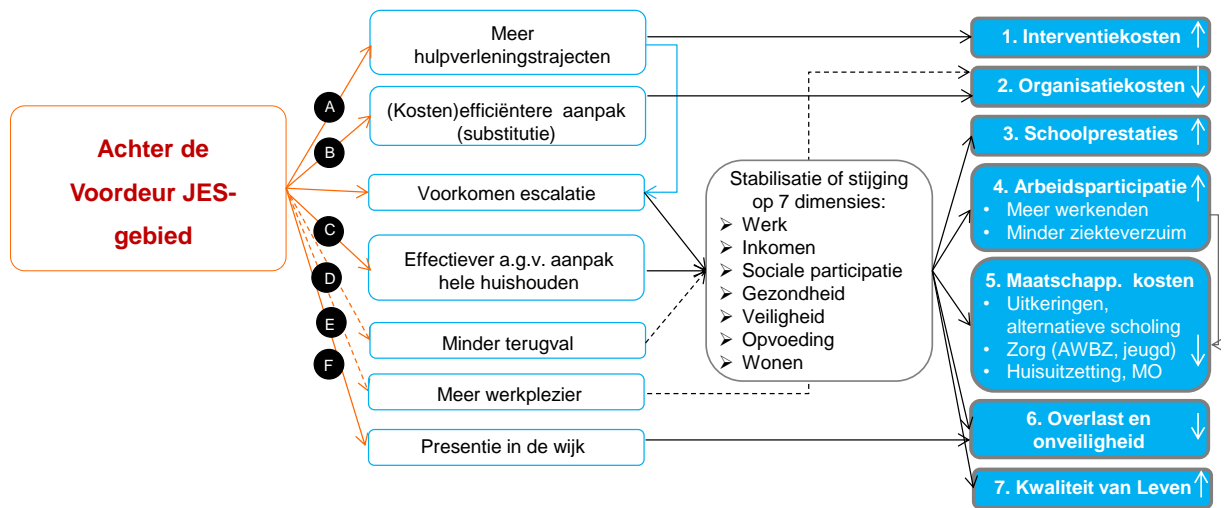 Achter de
Voordeur JES-
gebied
A
B
C
D
E
F
Meer
hulpverleningstrajecten
(Kosten)efficiëntere aanpak
(substitutie)
Voorkomen escalatie
Effectiever a.g.v. aanpak
hele huishouden
Minder terugval
Meer werkplezier
Presentie in de wijk
Stabilisatie of stijging
op 7 dimensies:
➢ Werk
➢ Inkomen
➢ Sociale participatie
➢ Gezondheid
➢ Veiligheid
➢ Opvoeding
➢ Wonen
1. Interventiekosten
2. Organisatiekosten
3. Schoolprestaties
4. Arbeidsparticipatie
• Meer werkenden
• Minder ziekteverzuim
5. Maatschapp. kosten
• Uitkeringen,
alternatieve scholing
• Zorg (AWBZ, jeugd)
• Huisuitzetting, MO
6. Overlast en
onveiligheid
7. Kwaliteit van Leven